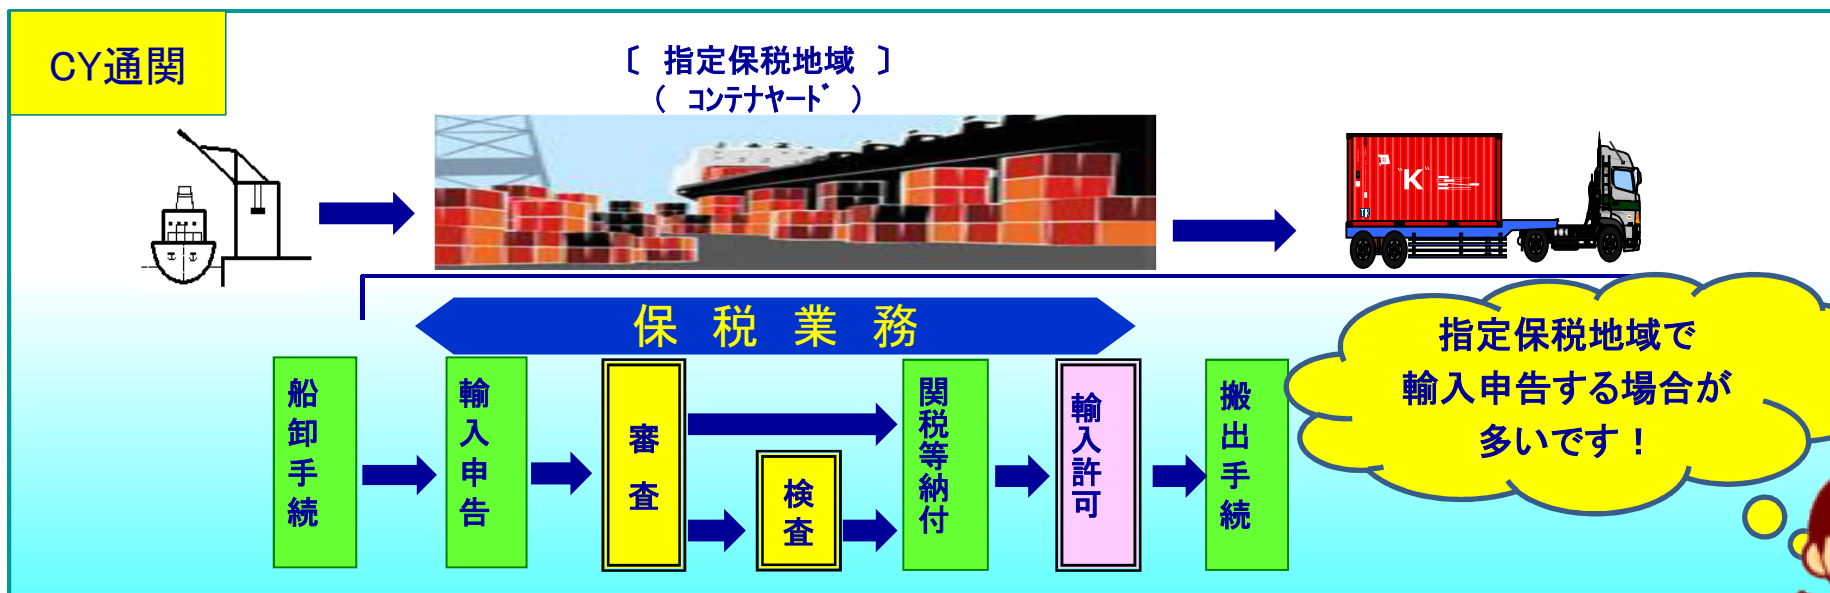 CY通関
〔 指定保税地域 〕
( コンテナヤード )
"K"
保税業務
船卸手続
輸入申告
審査
検査
関税等納付
輸入許可
搬出手続
指定保税地域で
輸入申告する場合が
多いです！